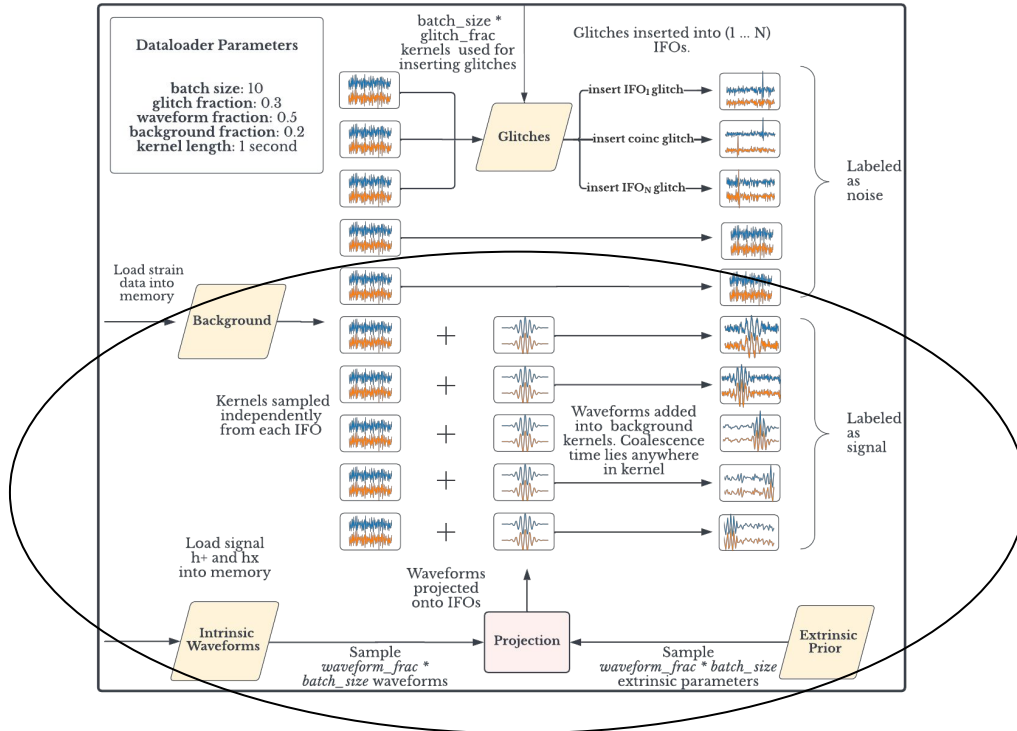 Dataloader Parameters
batch size: 10
glitch fraction: 0.3
waveform fraction: 0.5
background fraction: 0.2
kernel length: 1 second
batch_size *
glitch_frac
kernels used for
inserting glitches
Glitches inserted into (1 ... N)
IFOs.
Glitches
insert IFO₁ glitch
insert coinc glitch
insert IFO_N glitch
Labeled
as
noise
Load strain
data into
memory
Background
Kernels sampled
independently
from each IFO
+
+
+
+
+
Waveforms added
into background
kernels. Coalescence
time lies anywhere
in kernel
Labeled
as
signal
Load signal
h+ and hx
into memory
Waveforms
projected
onto IFOs
Intrinsic
Waveforms
Sample
waveform_frac *
batch_size waveforms
Projection
Sample
waveform_frac * batch_size
extrinsic parameters
Extrinsic
Prior